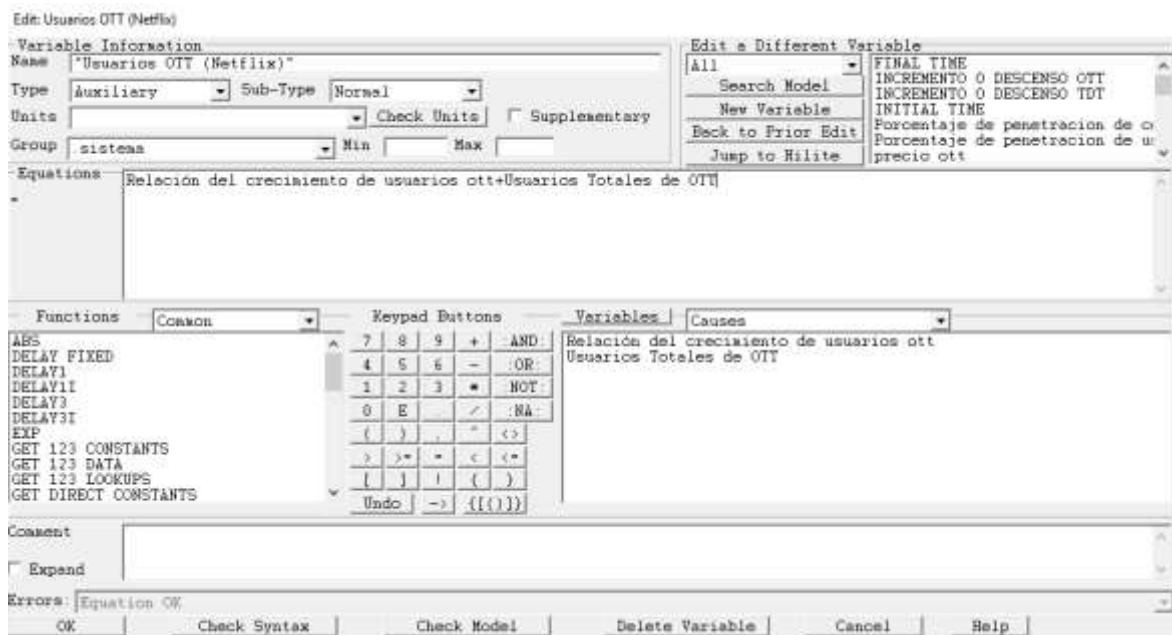 Edit: Usuarios OTT (Netflix)
Variable Information
Name "Usuarios OTT (Netflix)"
Type Auxiliary Sub-Type Normal
Units Check Units Supplementary
Group .sistema Min Max
Edit a Different Variable
All
Search Model
New Variable
Back to Prior Edit
Jump to Hilite
FINAL TIME
INCREMENTO O DESCENSO OTT
INCREMENTO O DESCENSO TDT
INITIAL TIME
Porcentaje de penetracion de
Porcentaje de penetracion de
precio ott
Equations
=
Relación del crecimiento de usuarios ott+Usuarios Totales de OTT
Functions Common
ABS
DELAY FIXED
DELAY1
DELAY1I
DELAY3
DELAY3I
EXP
GET 123 CONSTANTS
GET 123 DATA
GET 123 LOOKUPS
GET DIRECT CONSTANTS
Keypad Buttons
7 8 9 + :AND:
4 5 6 - :OR:
1 2 3 * :NOT:
0 E . / :NA:
( ) , ^ <>
> >= = < <=
[ ] ! { }
Undo -> {[()]}
Variables Causes
Relación del crecimiento de usuarios ott
Usuarios Totales de OTT
Comment
Expand
Errors: Equation OK
OK Check Syntax Check Model Delete Variable Cancel Help